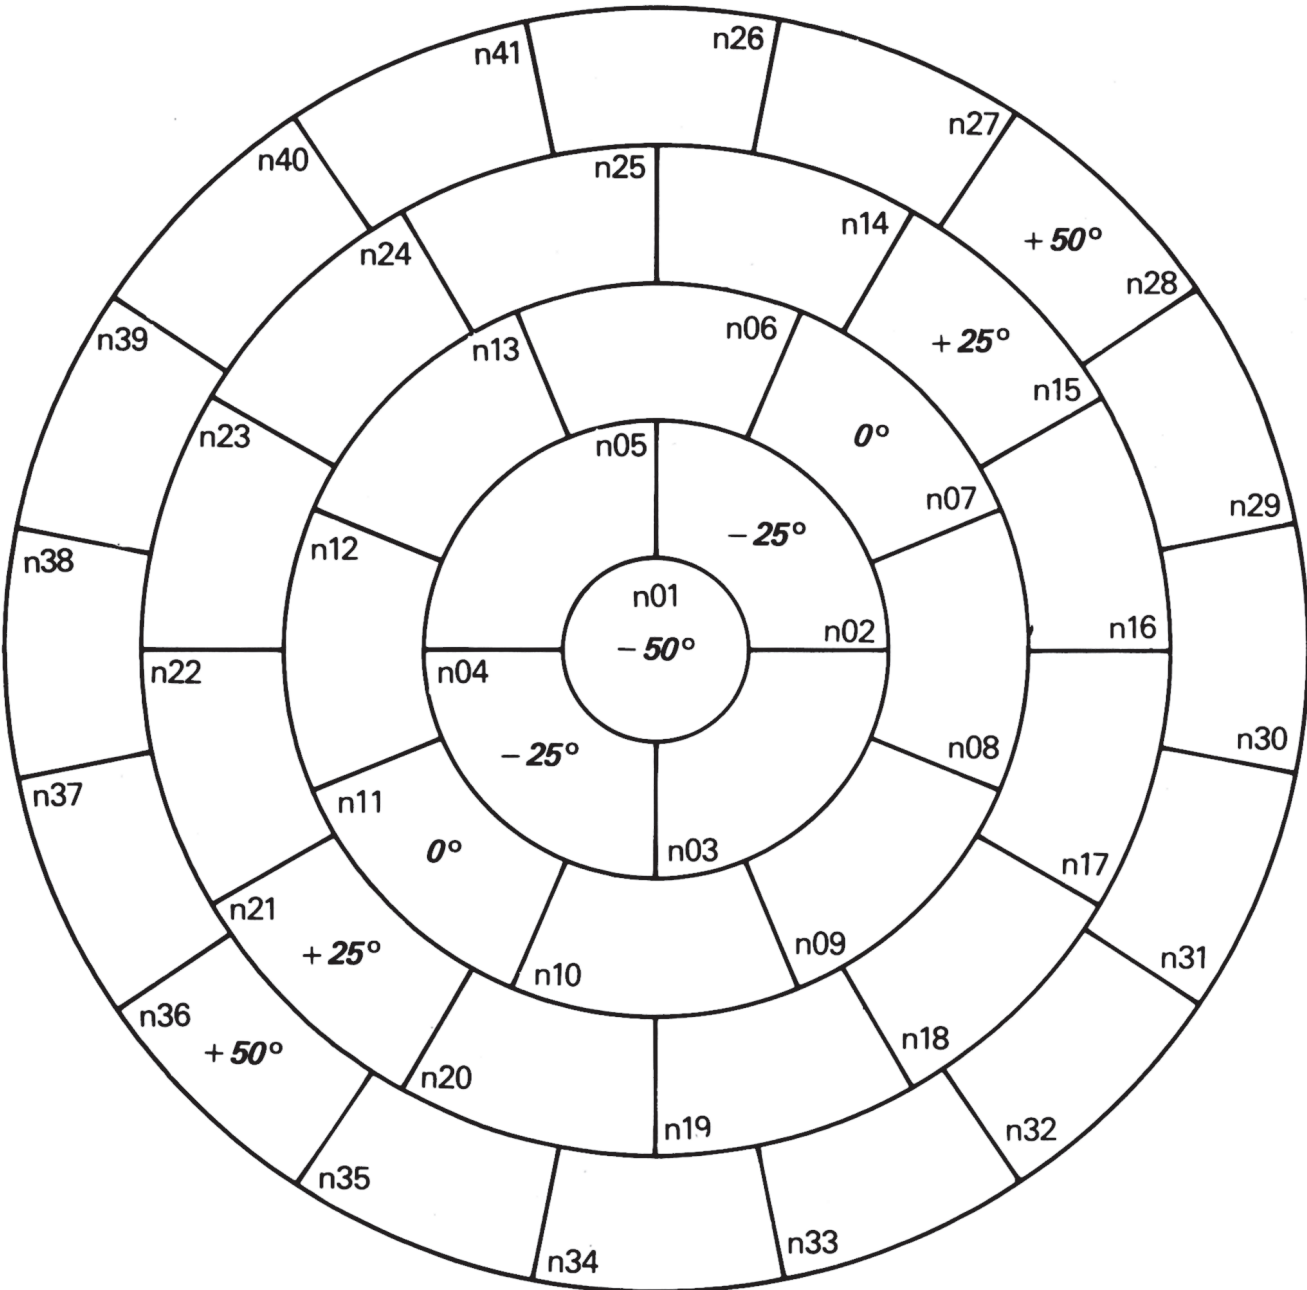 n41
n26
n27
n40
n25
n14
+ 50°
n24
n28
n39
n13
n06
+ 25°
n15
n23
n05
0°
n07
n29
n38
n12
– 25°
n01
n02
n16
– 50°
n22
n04
– 25°
n08
n30
n37
n11
0°
n03
n17
n21
+ 25°
n10
n09
n31
n36
+ 50°
n20
n18
n19
n32
n35
n34
n33